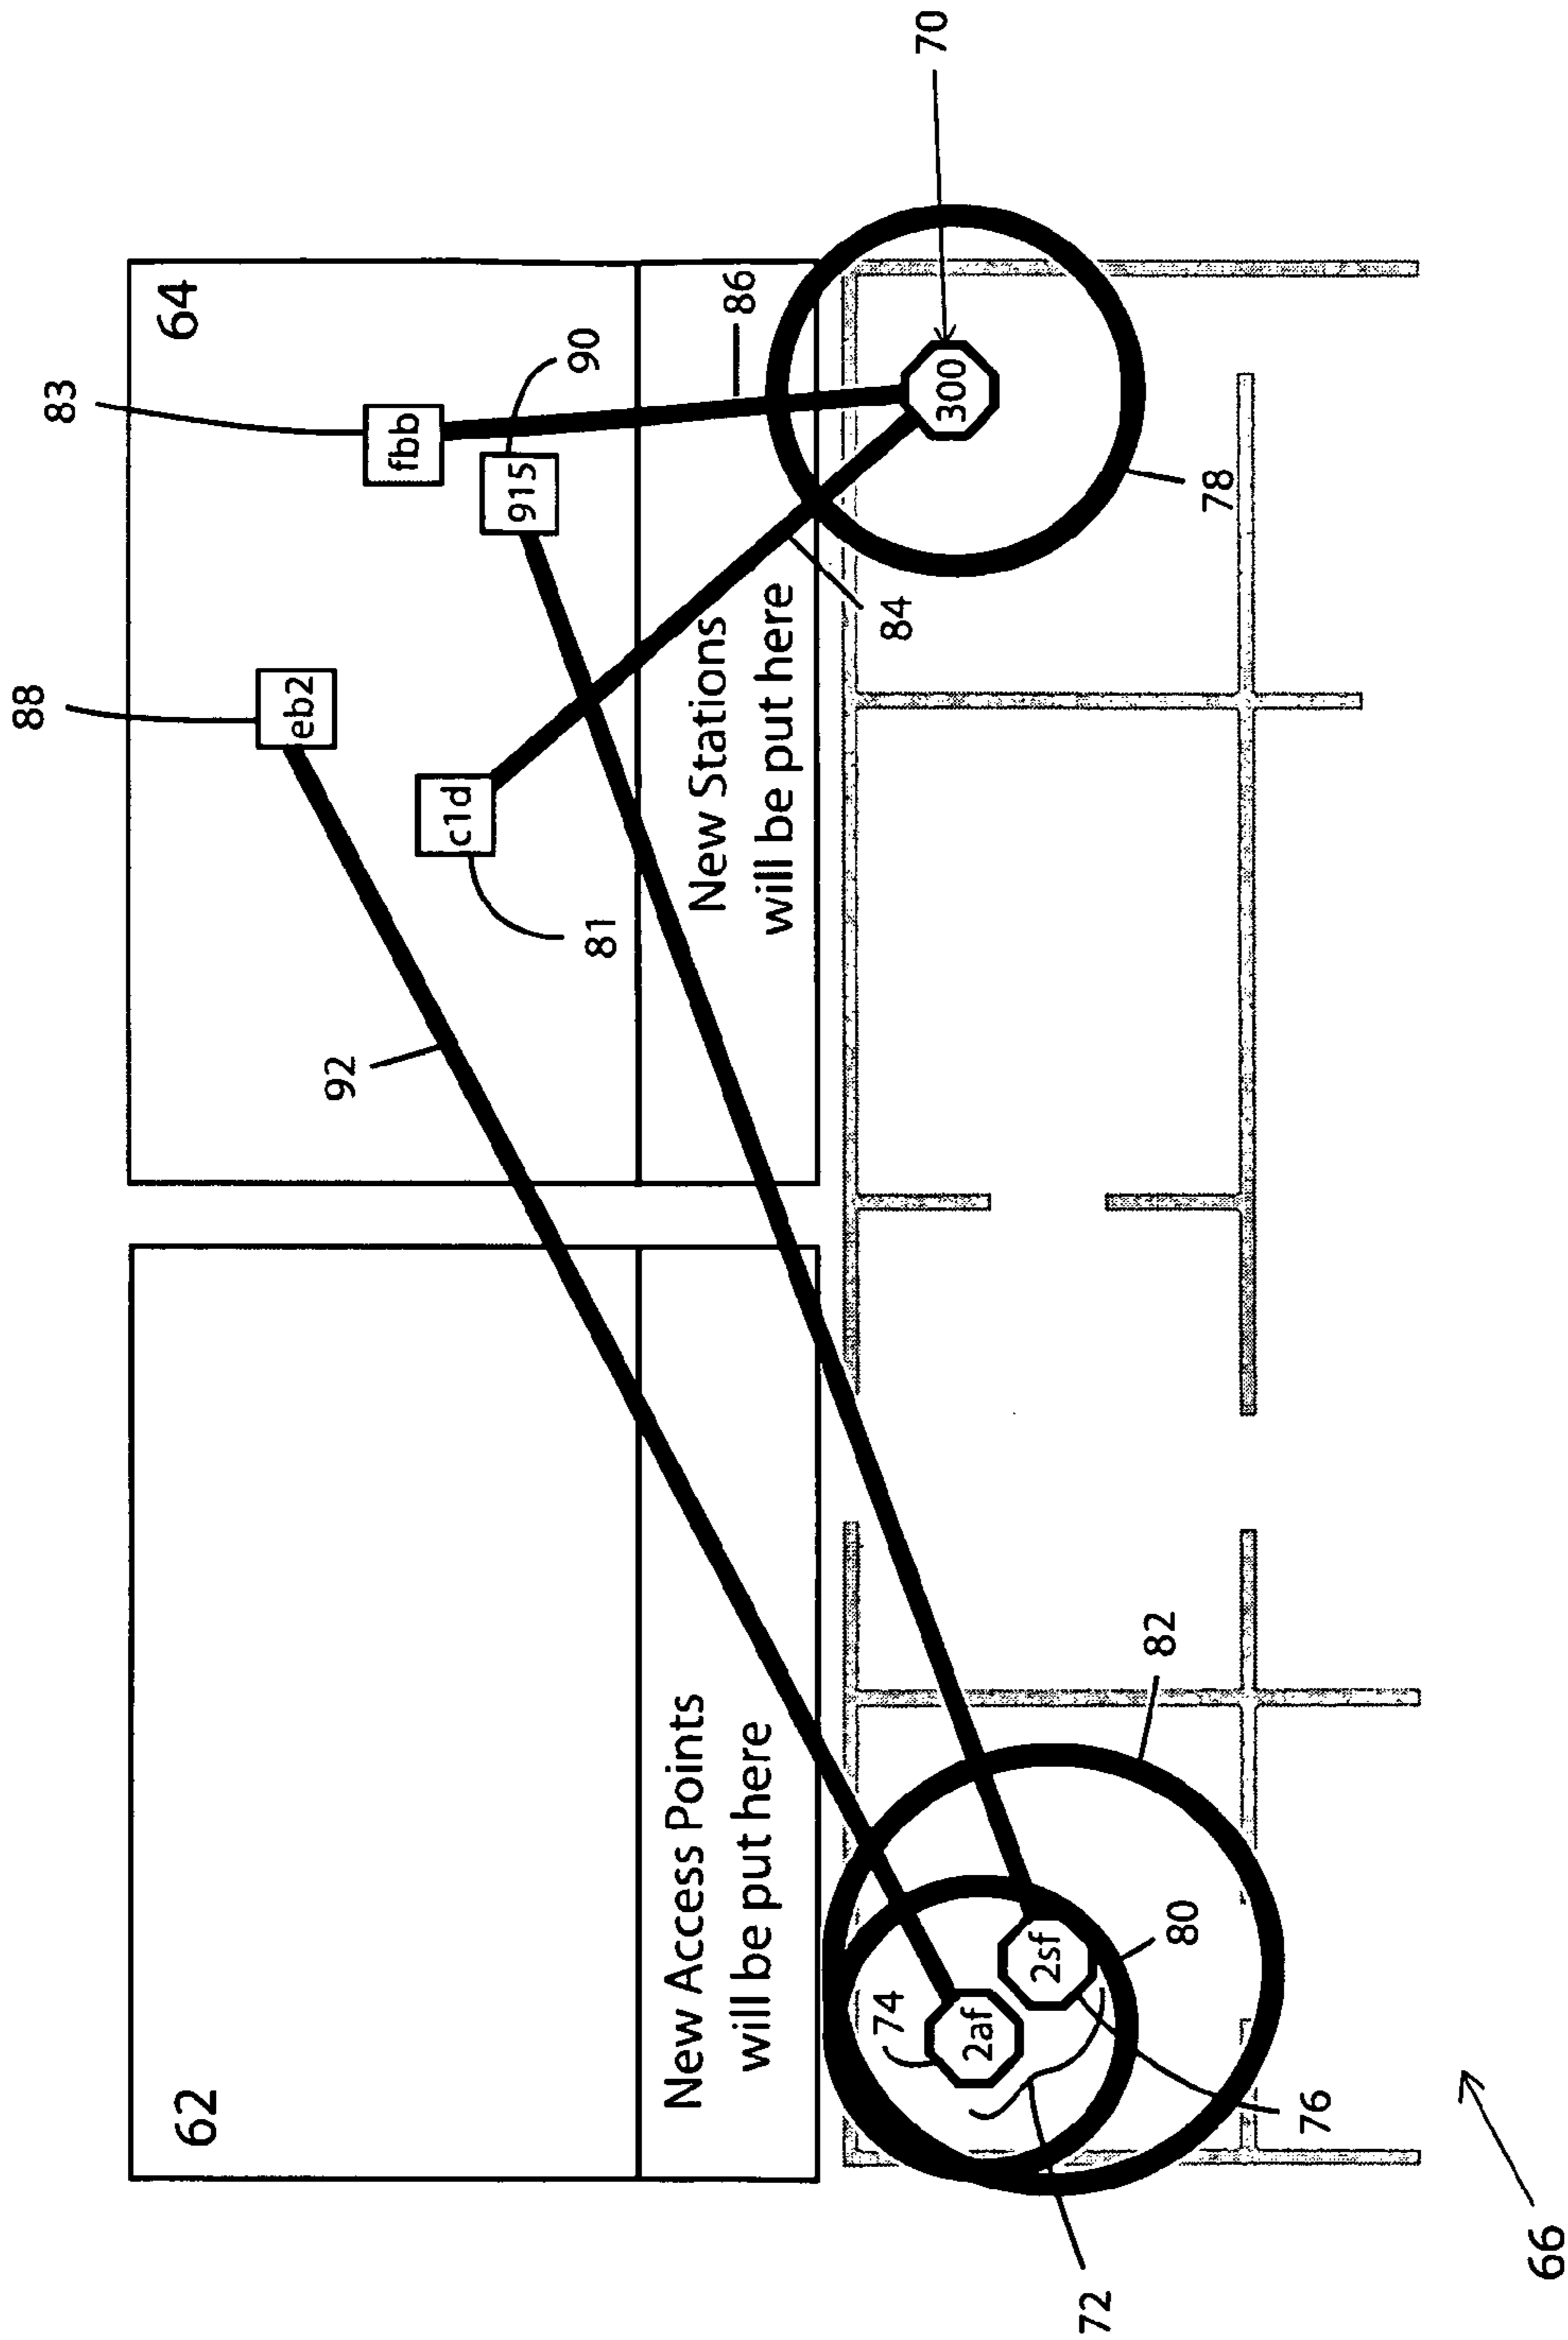 62
64
New Access Points
will be put here
New Stations
will be put here
88
eb2
83
fbb
90
915
c1d
81
92
86
84
70
300
78
82
80
74
2af
2sf
76
72
66